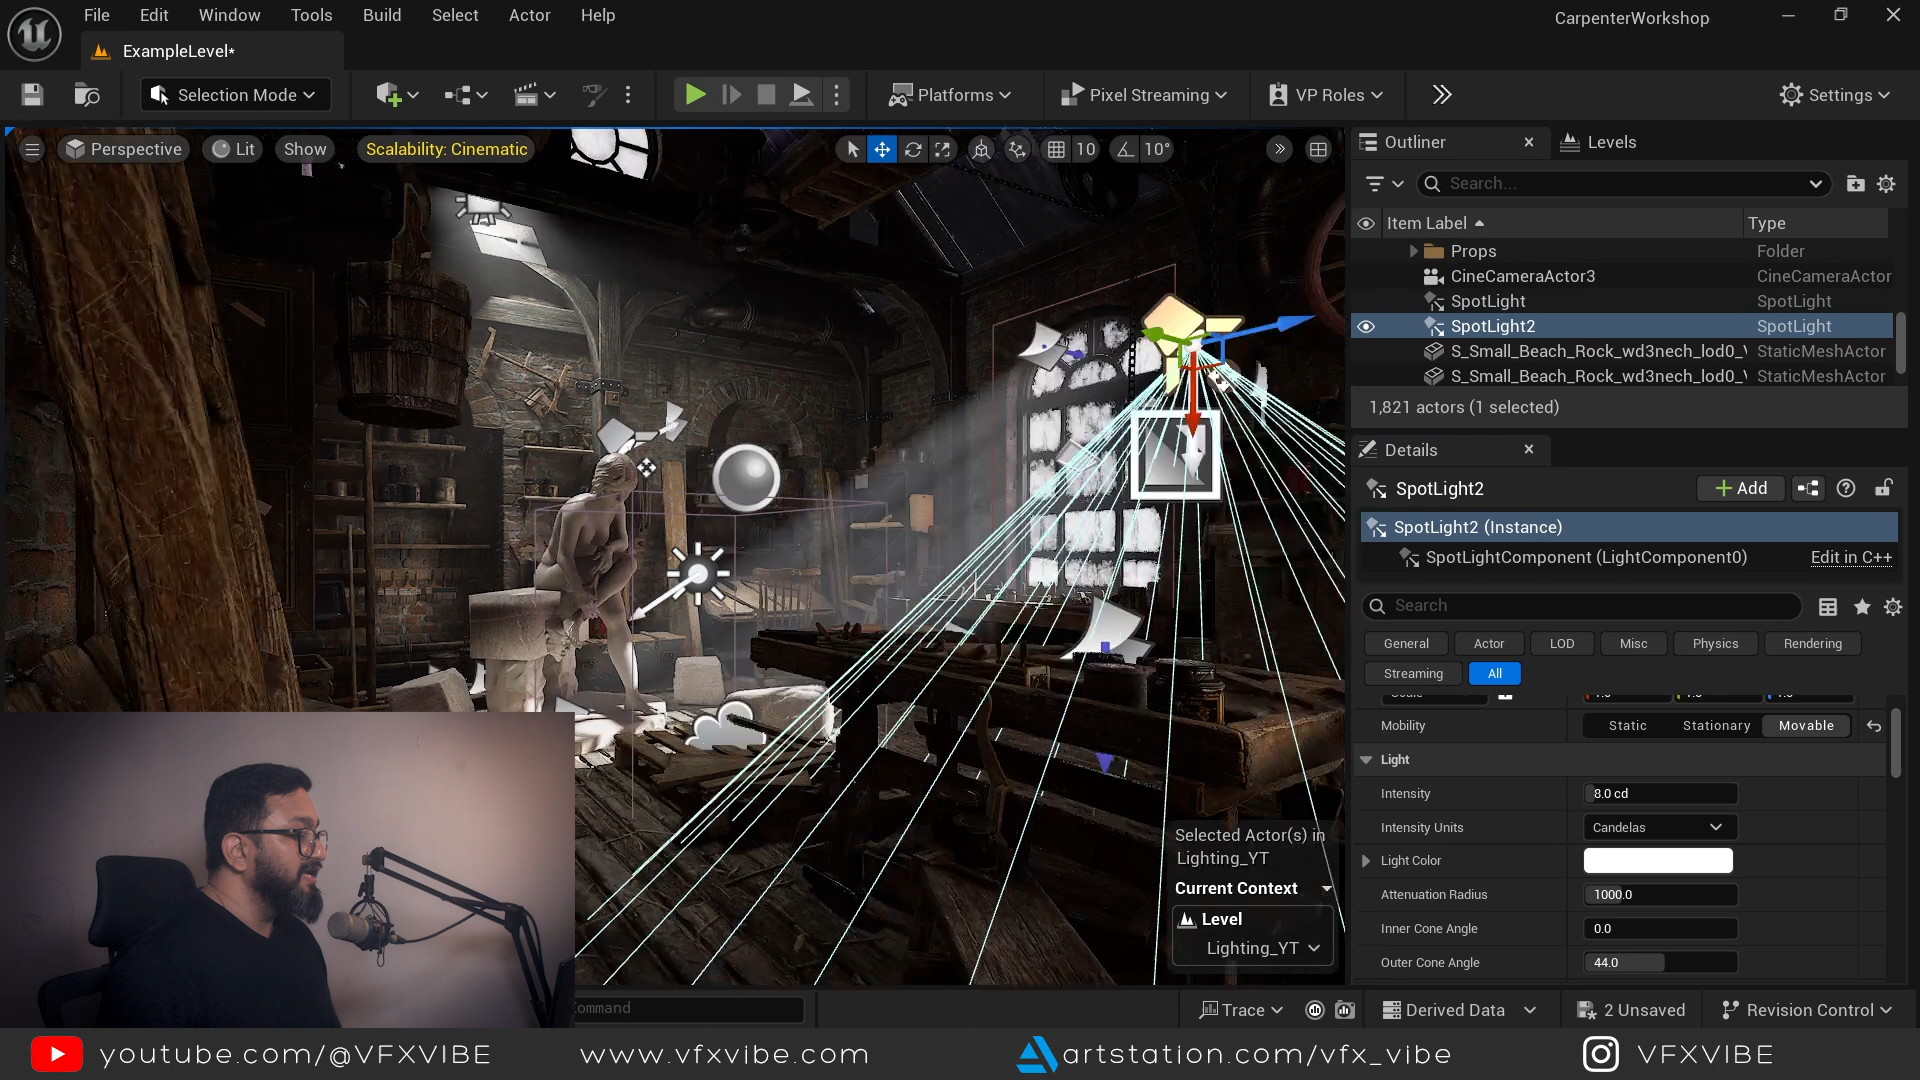 File Edit Window Tools Build Select Actor Help
CarpenterWorkshop
ExampleLevel*
Selection Mode
Platforms
Pixel Streaming
VP Roles
Settings
Perspective
Lit
Show
Scalability: Cinematic
10
10°
Outliner
Levels
Search...
Item Label
Type
Props Folder
CineCameraActor3 CineCameraActor
SpotLight SpotLight
SpotLight2 SpotLight
S_Small_Beach_Rock_wd3nech_lod0_V StaticMeshActor
S_Small_Beach_Rock_wd3nech_lod0_V StaticMeshActor
1,821 actors (1 selected)
Details
SpotLight2
Add
SpotLight2 (Instance)
SpotLightComponent (LightComponent0) Edit in C++
Search
General Actor LOD Misc Physics Rendering
Streaming All
Mobility Static Stationary Movable
Light
Intensity 8.0 cd
Intensity Units Candelas
Light Color
Attenuation Radius 1000.0
Inner Cone Angle 0.0
Outer Cone Angle 44.0
Selected Actor(s) in
Lighting_YT
Current Context
Level
Lighting_YT
ommand
Trace
Derived Data
2 Unsaved
Revision Control
youtube.com/@VFXVIBE
www.vfxvibe.com
artstation.com/vfx_vibe
VFXVIBE